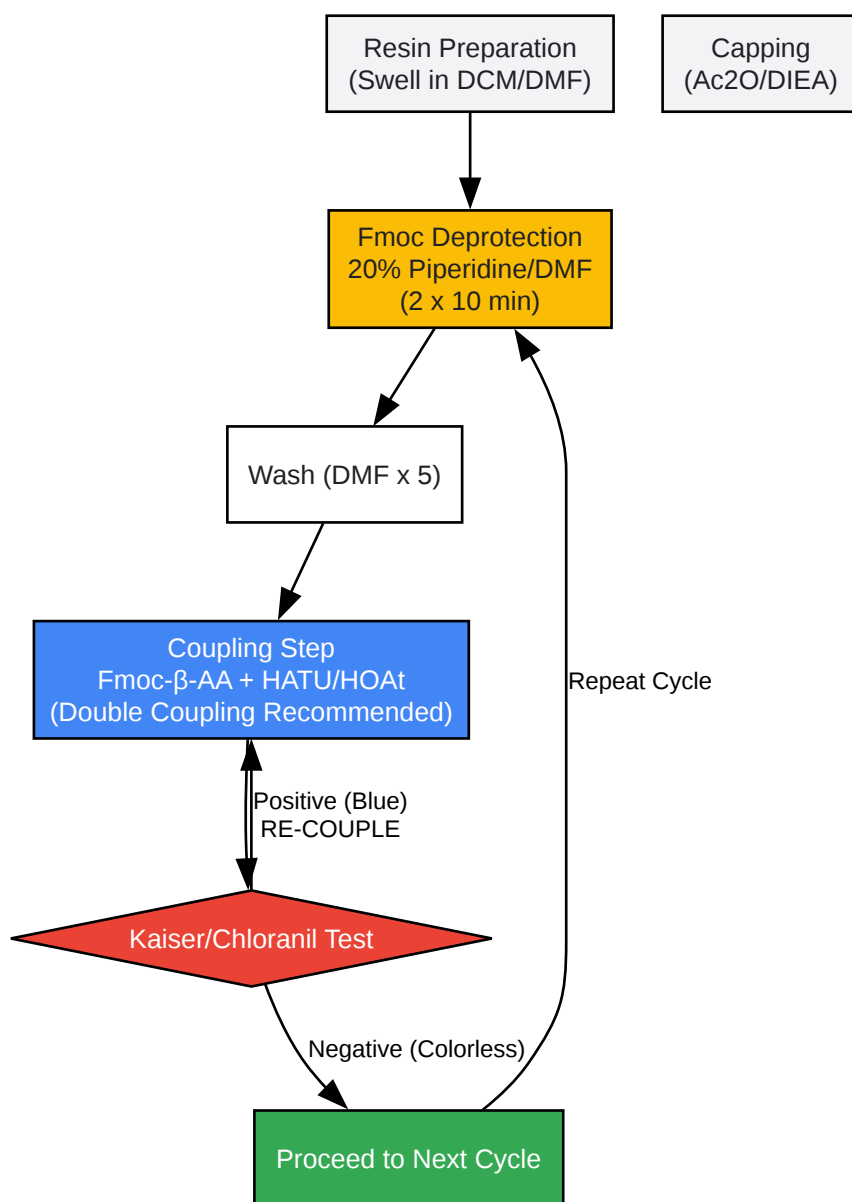 Resin Preparation
(Swell in DCM/DMF)
Capping
(Ac2O/DIEA)
Fmoc Deprotection
20% Piperidine/DMF
(2 x 10 min)
Wash (DMF x 5)
Coupling Step
Fmoc-β-AA + HATU/HOAt
(Double Coupling Recommended)
Repeat Cycle
Positive (Blue)
RE-COUPLE
Kaiser/Chloranil Test
Negative (Colorless)
Proceed to Next Cycle